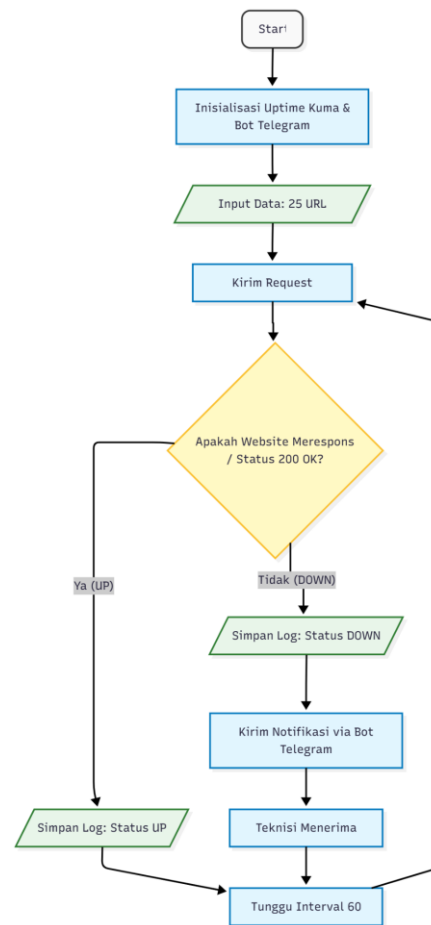 Start
Inisialisasi Uptime Kuma &
Bot Telegram
Input Data: 25 URL
Kirim Request
Apakah Website Merespons
/ Status 200 OK?
Ya (UP)
Tidak (DOWN)
Simpan Log: Status DOWN
Kirim Notifikasi via Bot
Telegram
Teknisi Menerima
Simpan Log: Status UP
Tunggu Interval 60